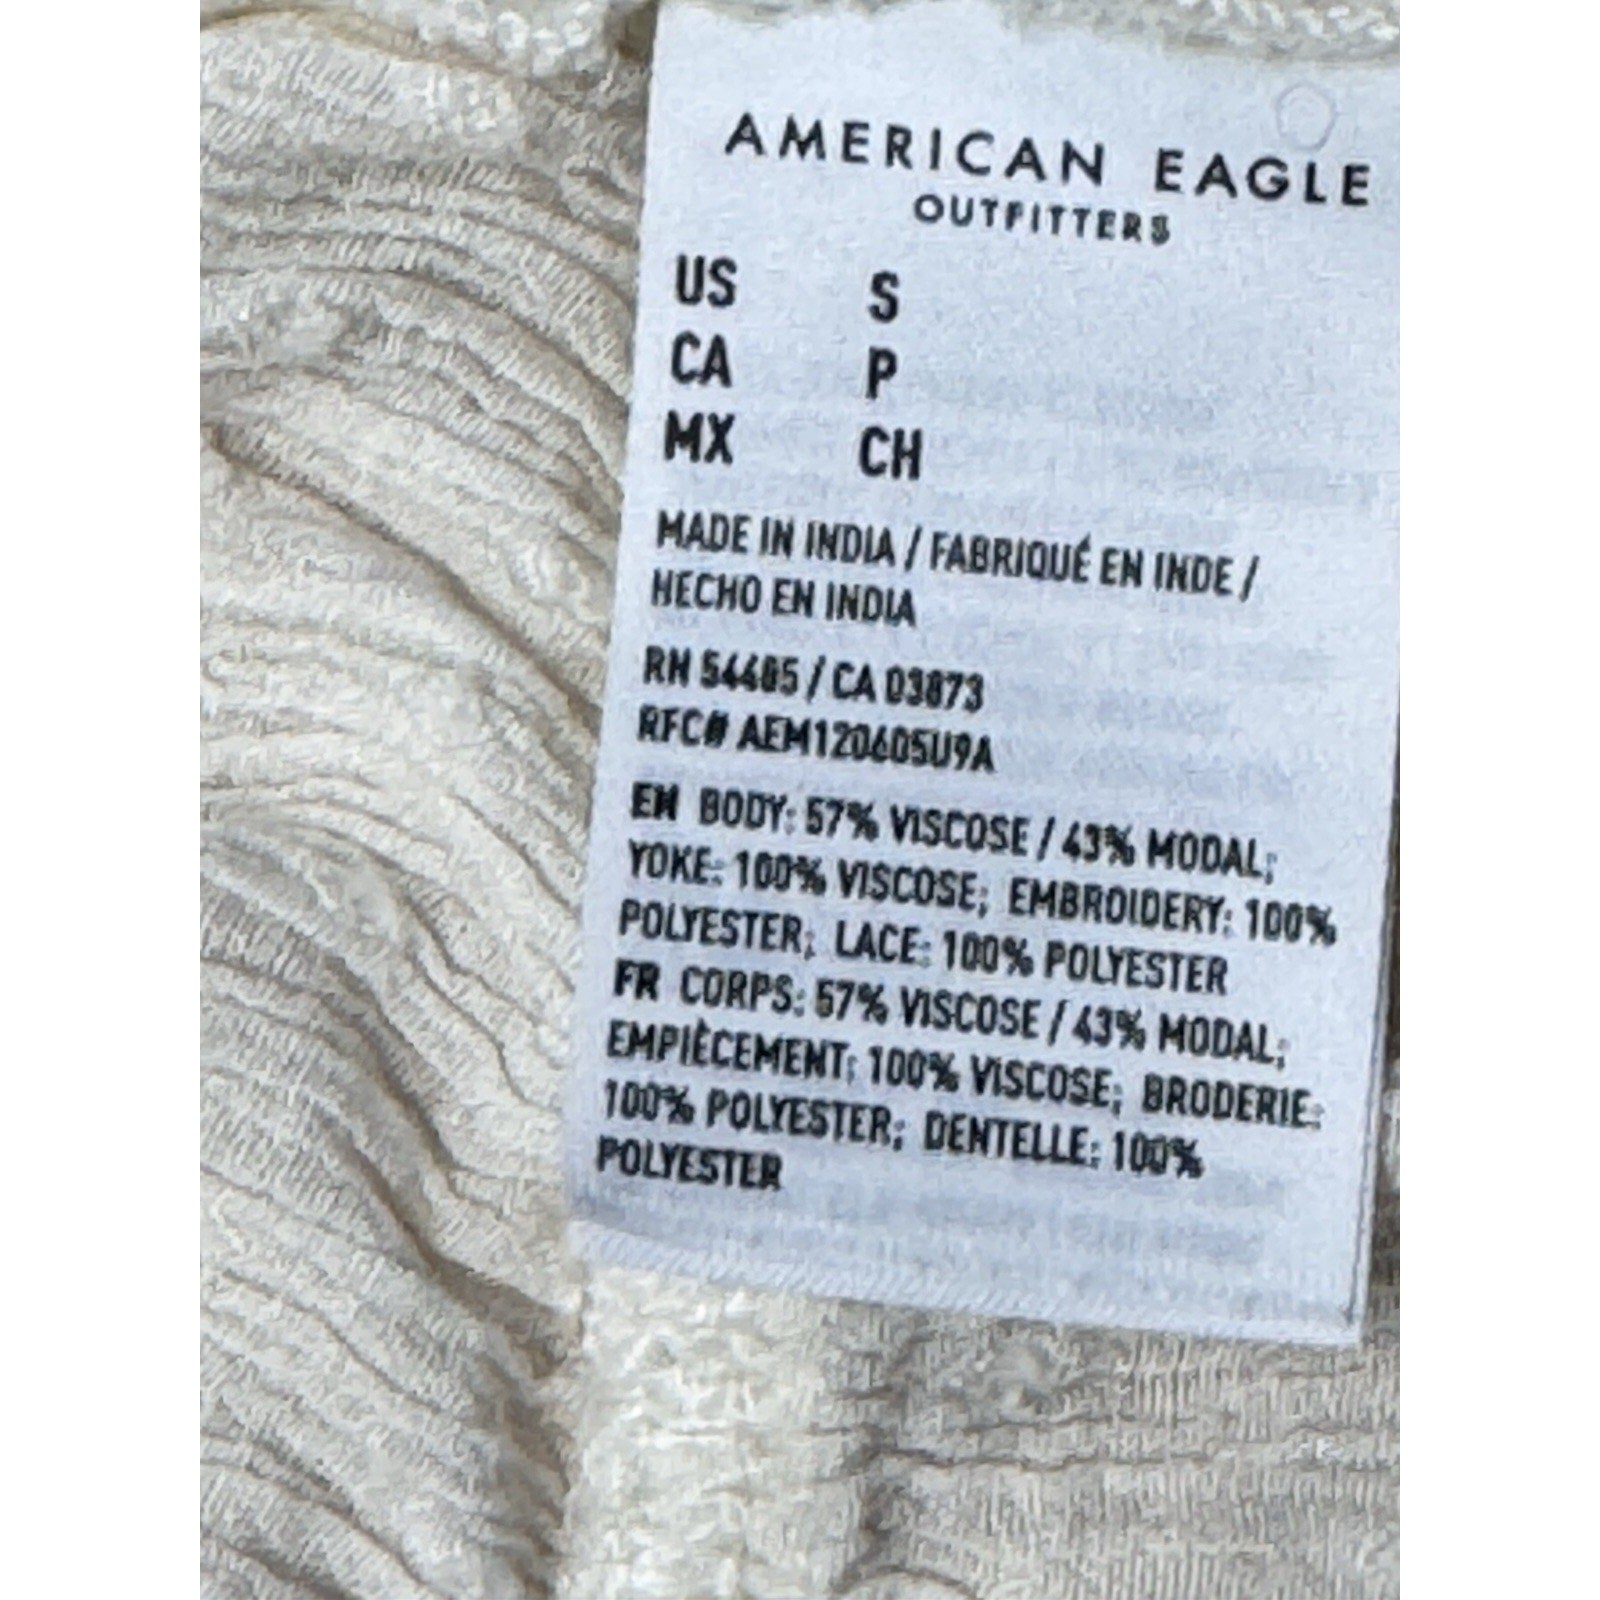 AMERICAN EAGLE
OUTFITTERS
US S
CA P
MX CH
MADE IN INDIA / FABRIQUÉ EN INDE /
HECHO EN INDIA
RN 54485 / CA 03873
RFC# AEM120605U9A
EN BODY: 57% VISCOSE / 43% MODAL;
YOKE: 100% VISCOSE; EMBROIDERY: 100%
POLYESTER; LACE: 100% POLYESTER
FR CORPS: 57% VISCOSE / 43% MODAL;
EMPIÈCEMENT: 100% VISCOSE; BRODERIE:
100% POLYESTER; DENTELLE: 100%
POLYESTER